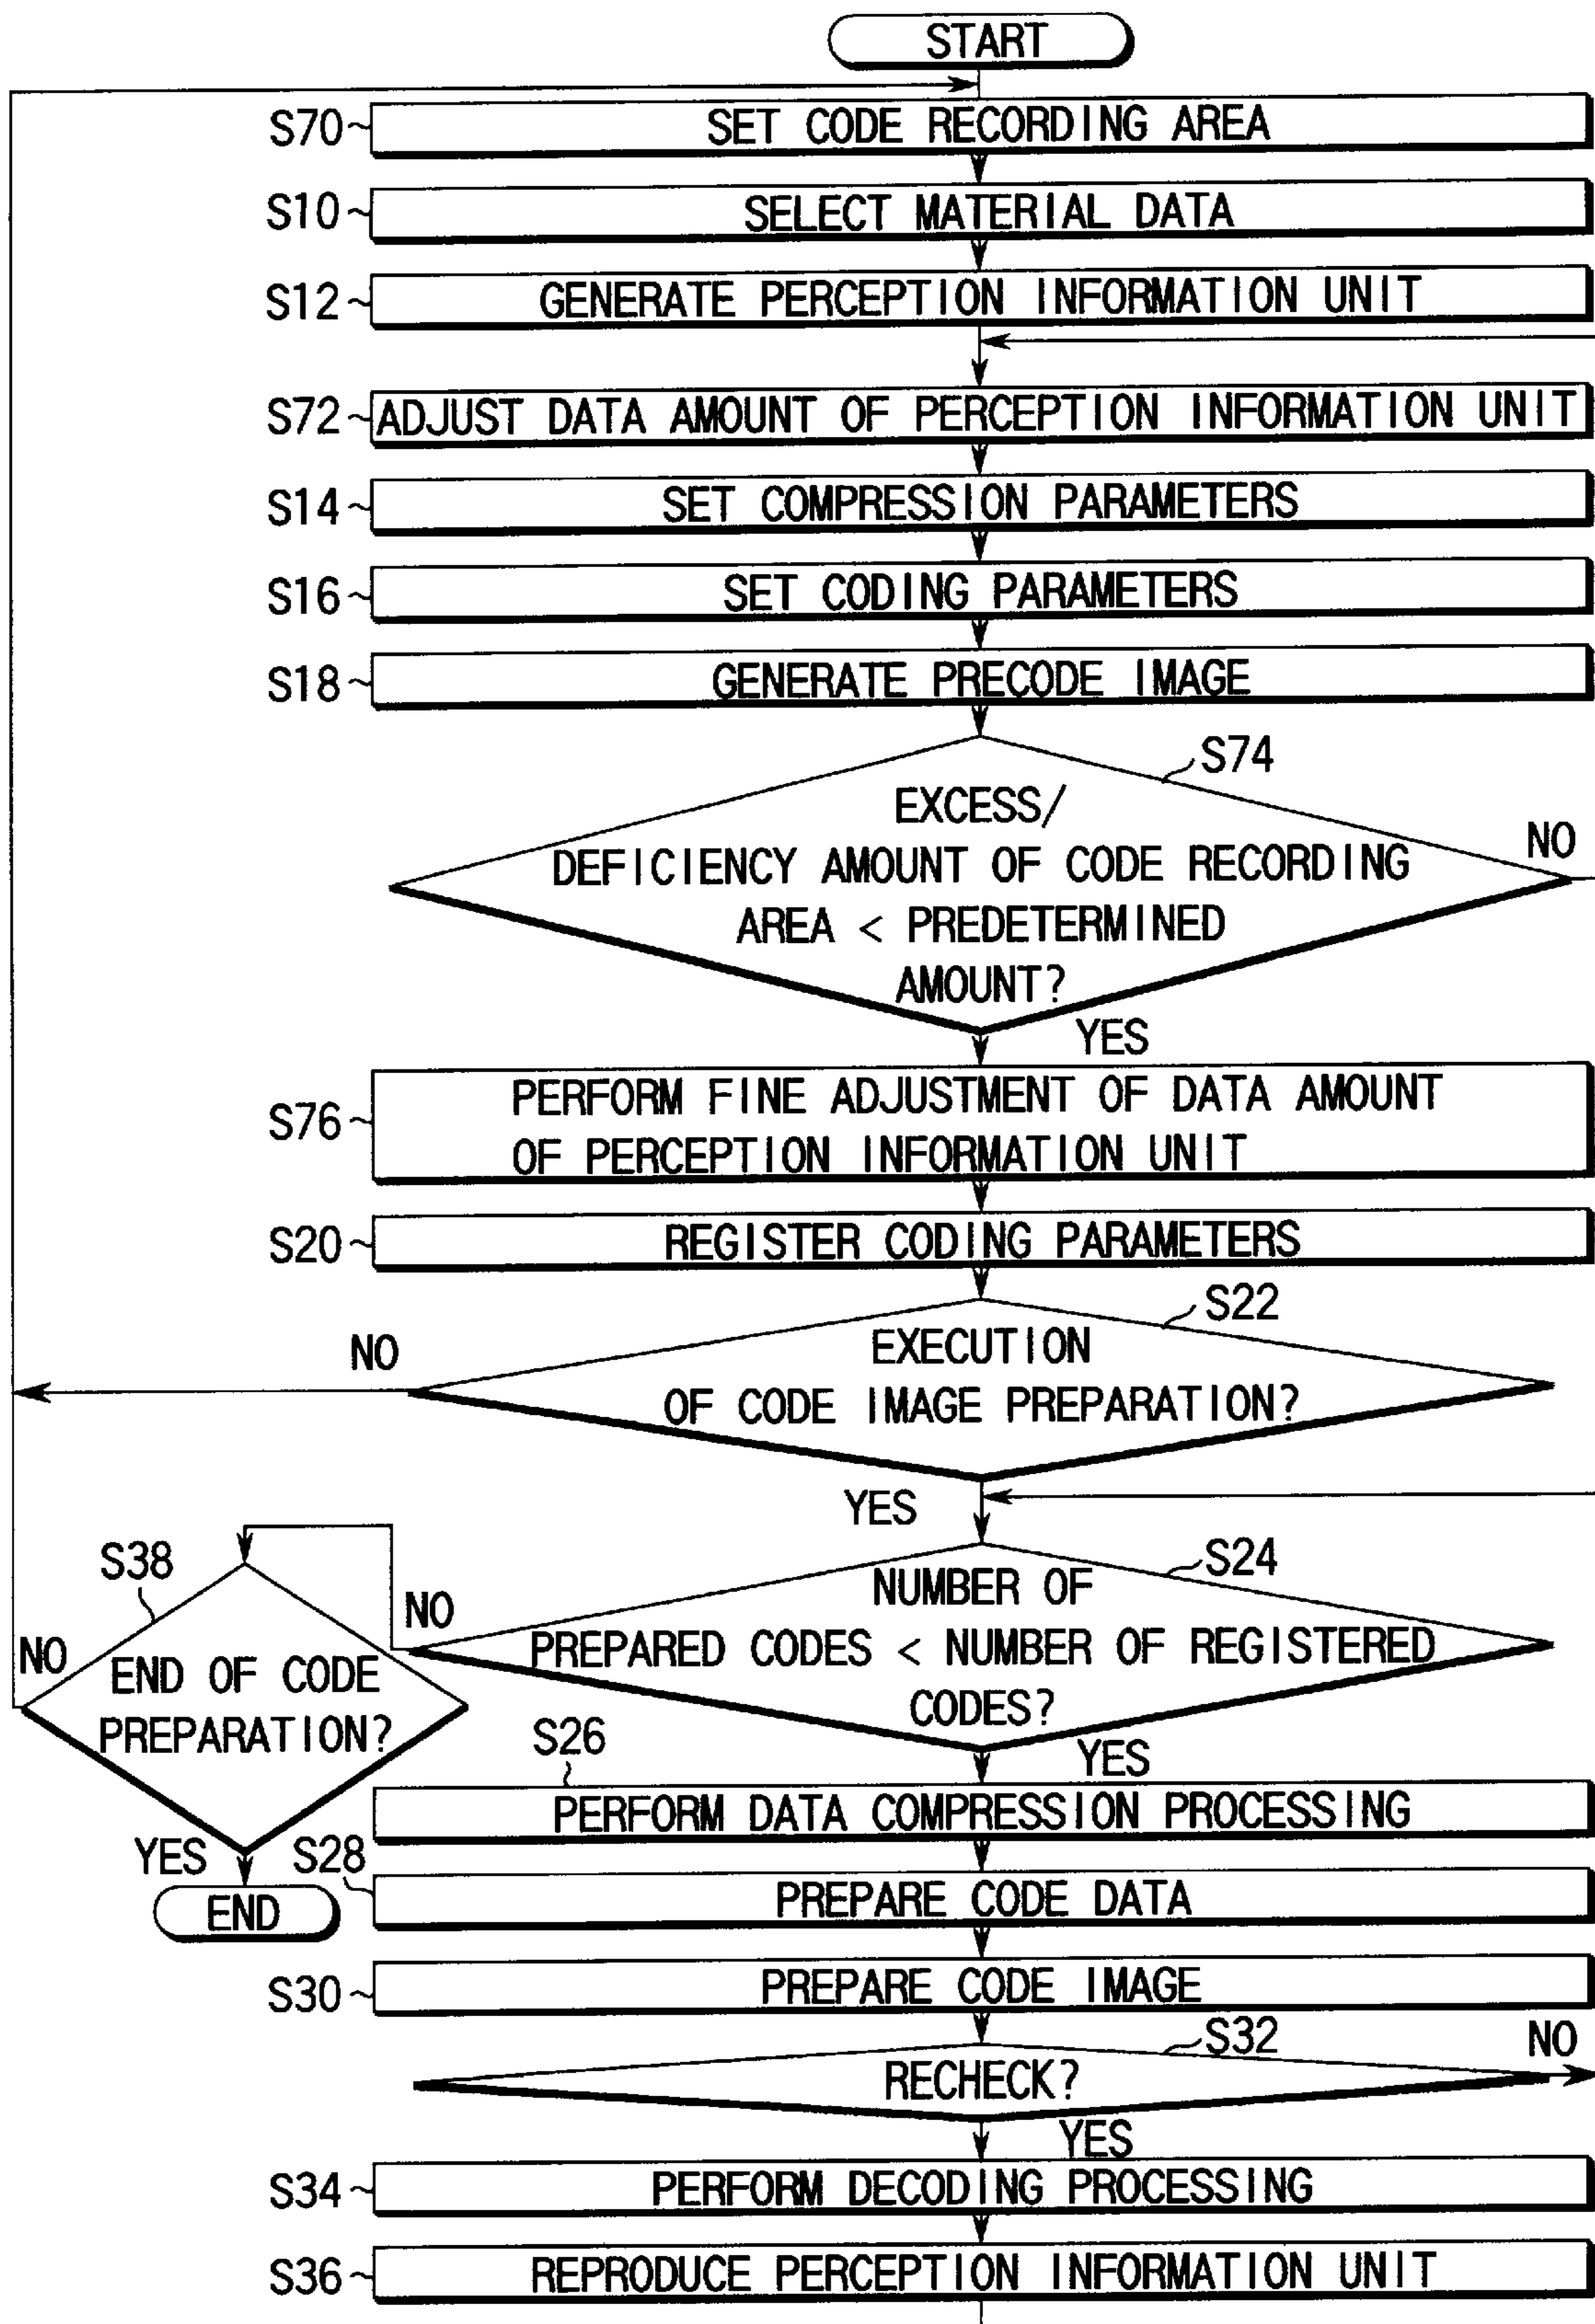 START
S70
SET CODE RECORDING AREA
S10
SELECT MATERIAL DATA
S12
GENERATE PERCEPTION INFORMATION UNIT
S72
ADJUST DATA AMOUNT OF PERCEPTION INFORMATION UNIT
S14
SET COMPRESSION PARAMETERS
S16
SET CODING PARAMETERS
S18
GENERATE PRECODE IMAGE
S74
EXCESS/
DEFICIENCY AMOUNT OF CODE RECORDING
AREA < PREDETERMINED
AMOUNT?
NO
YES
S76
PERFORM FINE ADJUSTMENT OF DATA AMOUNT
OF PERCEPTION INFORMATION UNIT
S20
REGISTER CODING PARAMETERS
S22
EXECUTION
OF CODE IMAGE PREPARATION?
NO
YES
S24
NUMBER OF
PREPARED CODES < NUMBER OF REGISTERED
CODES?
NO
YES
S38
END OF CODE
PREPARATION?
NO
YES
END
S26
PERFORM DATA COMPRESSION PROCESSING
S28
PREPARE CODE DATA
S30
PREPARE CODE IMAGE
S32
RECHECK?
NO
YES
S34
PERFORM DECODING PROCESSING
S36
REPRODUCE PERCEPTION INFORMATION UNIT